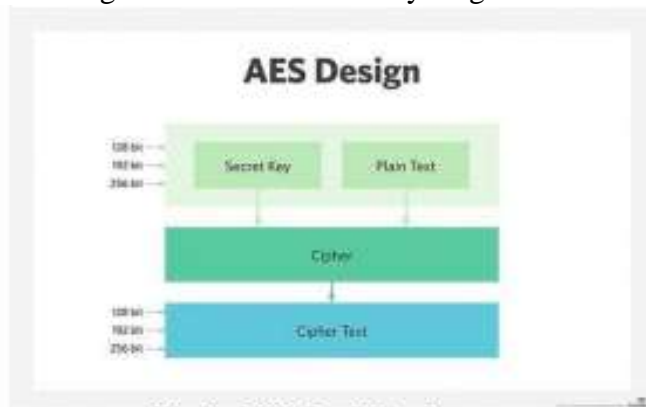 AES Design
128 bit
192 bit
256 bit
Secret Key
Plain Text
Cipher
128 bit
192 bit
256 bit
Cipher Text